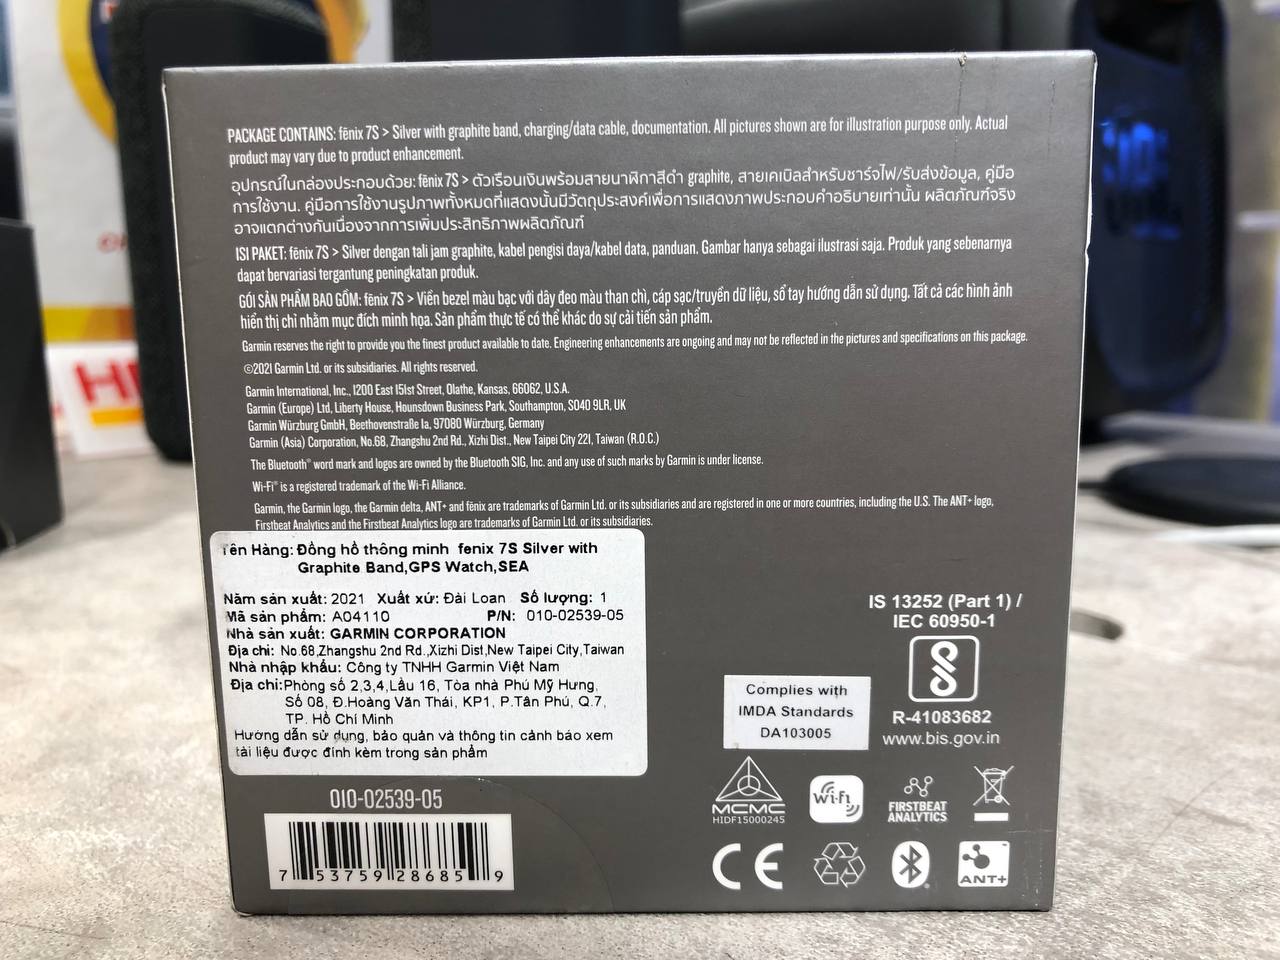 PACKAGE CONTAINS: fēnix 7S > Silver with graphite band, charging/data cable, documentation. All pictures shown are for illustration purpose only. Actual
product may vary due to product enhancement.
อุปกรณ์ในกล่องประกอบด้วย: fēnix 7S > ตัวเรือนเงินพร้อมสายนาฬิกาสีดำ graphite, สายเคเบิลสำหรับชาร์จไฟ/รับส่งข้อมูล, คู่มือ
การใช้งาน. คู่มือการใช้งานรูปภาพทั้งหมดที่แสดงนั้นมีวัตถุประสงค์เพื่อการแสดงภาพประกอบคำอธิบายเท่านั้น ผลิตภัณฑ์จริง
อาจแตกต่างกันเนื่องจากการเพิ่มประสิทธิภาพผลิตภัณฑ์
ISI PAKET: fēnix 7S > Silver dengan tali jam graphite, kabel pengisi daya/kabel data, panduan. Gambar hanya sebagai ilustrasi saja. Produk yang sebenarnya
dapat bervariasi tergantung peningkatan produk.
GÓI SẢN PHẨM BAO GỒM: fēnix 7S > Viền bezel màu bạc với dây đeo màu than chì, cáp sạc/truyền dữ liệu, sổ tay hướng dẫn sử dụng. Tất cả các hình ảnh
hiển thị chỉ nhằm mục đích minh họa. Sản phẩm thực tế có thể khác do sự cải tiến sản phẩm.
Garmin reserves the right to provide you the finest product available to date. Engineering enhancements are ongoing and may not be reflected in the pictures and specifications on this package.
©2021 Garmin Ltd. or its subsidiaries. All rights reserved.
Garmin International, Inc., 1200 East 151st Street, Olathe, Kansas, 66062, U.S.A.
Garmin (Europe) Ltd, Liberty House, Hounsdown Business Park, Southampton, SO40 9LR, UK
Garmin Würzburg GmbH, Beethovenstraße 1a, 97080 Würzburg, Germany
Garmin (Asia) Corporation, No.68, Zhangshu 2nd Rd., Xizhi Dist., New Taipei City 221, Taiwan (R.O.C.)
The Bluetooth® word mark and logos are owned by the Bluetooth SIG, Inc. and any use of such marks by Garmin is under license.
Wi-Fi® is a registered trademark of the Wi-Fi Alliance.
Garmin, the Garmin logo, the Garmin delta, ANT+ and fēnix are trademarks of Garmin Ltd. or its subsidiaries and are registered in one or more countries, including the U.S. The ANT+ logo,
Firstbeat Analytics and the Firstbeat Analytics logo are trademarks of Garmin Ltd. or its subsidiaries.
Tên Hàng: Đồng hồ thông minh fenix 7S Silver with
Graphite Band,GPS Watch,SEA
Năm sản xuất: 2021 Xuất xứ: Đài Loan Số lượng: 1
Mã sản phẩm: A04110 P/N: 010-02539-05
Nhà sản xuất: GARMIN CORPORATION
Địa chỉ: No.68,Zhangshu 2nd Rd.,Xizhi Dist,New Taipei City,Taiwan
Nhà nhập khẩu: Công ty TNHH Garmin Việt Nam
Địa chỉ:Phòng số 2,3,4,Lầu 16, Tòa nhà Phú Mỹ Hưng,
Số 08, Đ.Hoàng Văn Thái, KP1, P.Tân Phú, Q.7,
TP. Hồ Chí Minh
Hướng dẫn sử dụng, bảo quản và thông tin cảnh báo xem
tài liệu được đính kèm trong sản phẩm
010-02539-05
7 53759 28685 9
IS 13252 (Part 1) /
IEC 60950-1
R-41083682
www.bis.gov.in
Complies with
IMDA Standards
DA103005
MCMC
HIDF15000245
Wi-Fi
FIRSTBEAT
ANALYTICS
CE
ANT+
JBL